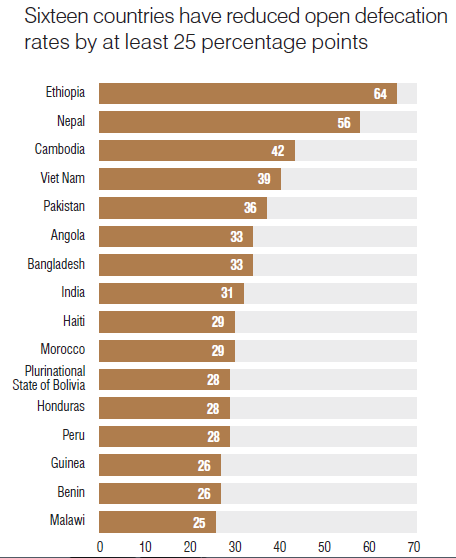 Sixteen countries have reduced open defecation
rates by at least 25 percentage points
Ethiopia 64
Nepal 56
Cambodia 42
Viet Nam 39
Pakistan 36
Angola 33
Bangladesh 33
India 31
Haiti 29
Morocco 29
Plurinational
State of Bolivia 28
Honduras 28
Peru 28
Guinea 26
Benin 26
Malawi 25
0 10 20 30 40 50 60 70